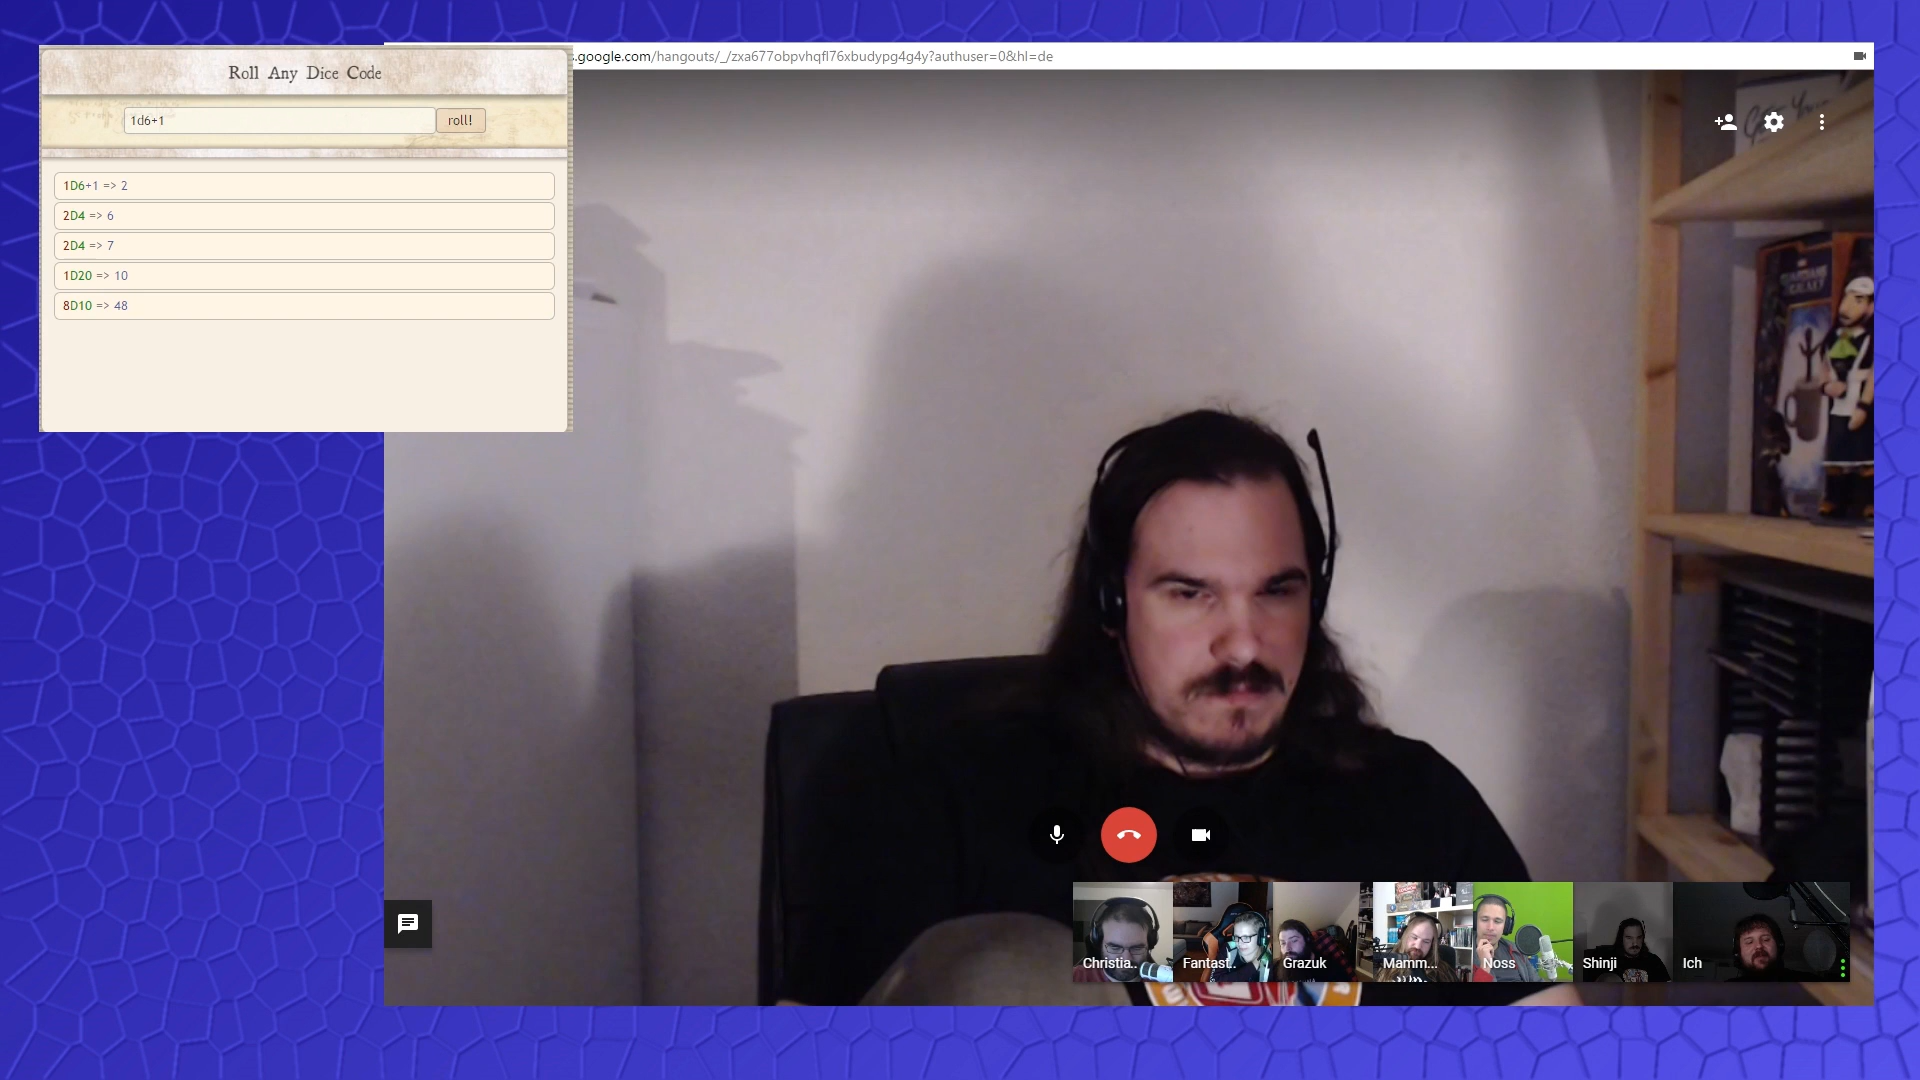 s.google.com/hangouts/_/zxa677obpvhqfl76xbudypg4g4y?authuser=0&hl=de
Roll Any Dice Code
1d6+1 roll!
1D6+1 => 2
2D4 => 6
2D4 => 7
1D20 => 10
8D10 => 48
GUARDIANS
Christia.. Fantast.. Grazuk Mamm... Noss Shinji Ich